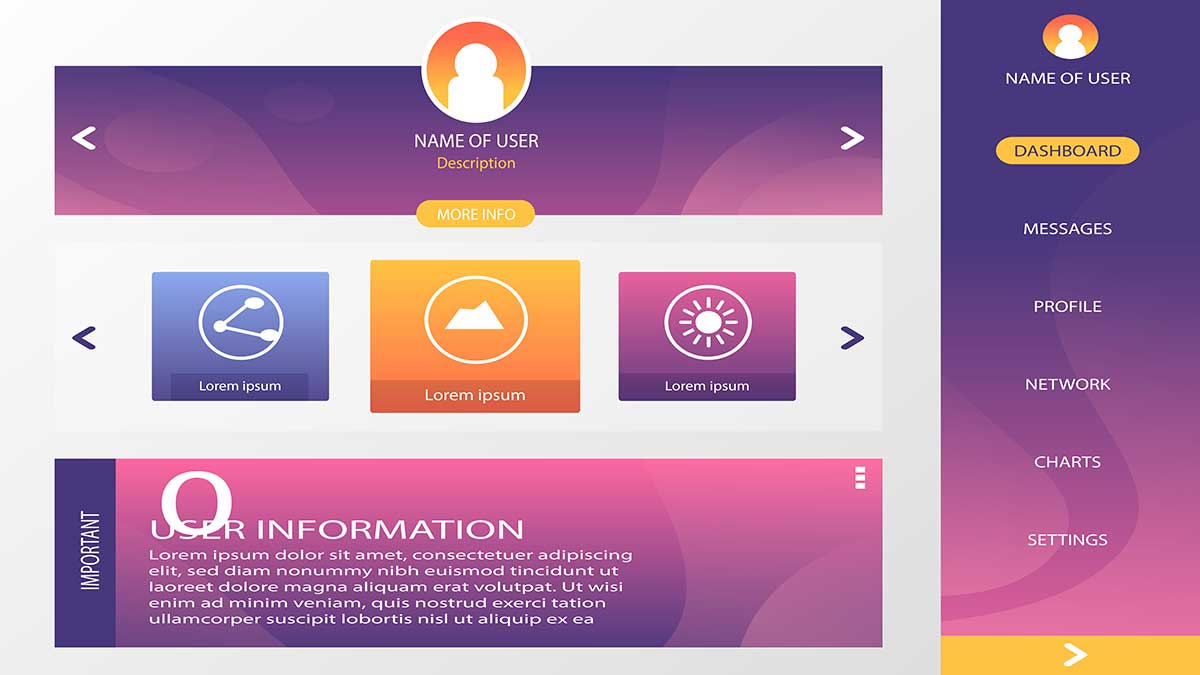 NAME OF USER
Description
MORE INFO
Lorem ipsum
Lorem ipsum
Lorem ipsum
IMPORTANT
O
USER INFORMATION
Lorem ipsum dolor sit amet, consectetuer adipiscing
elit, sed diam nonummy nibh euismod tincidunt ut
laoreet dolore magna aliquam erat volutpat. Ut wisi
enim ad minim veniam, quis nostrud exerci tation
ullamcorper suscipit lobortis nisl ut aliquip ex ea
NAME OF USER
DASHBOARD
MESSAGES
PROFILE
NETWORK
CHARTS
SETTINGS